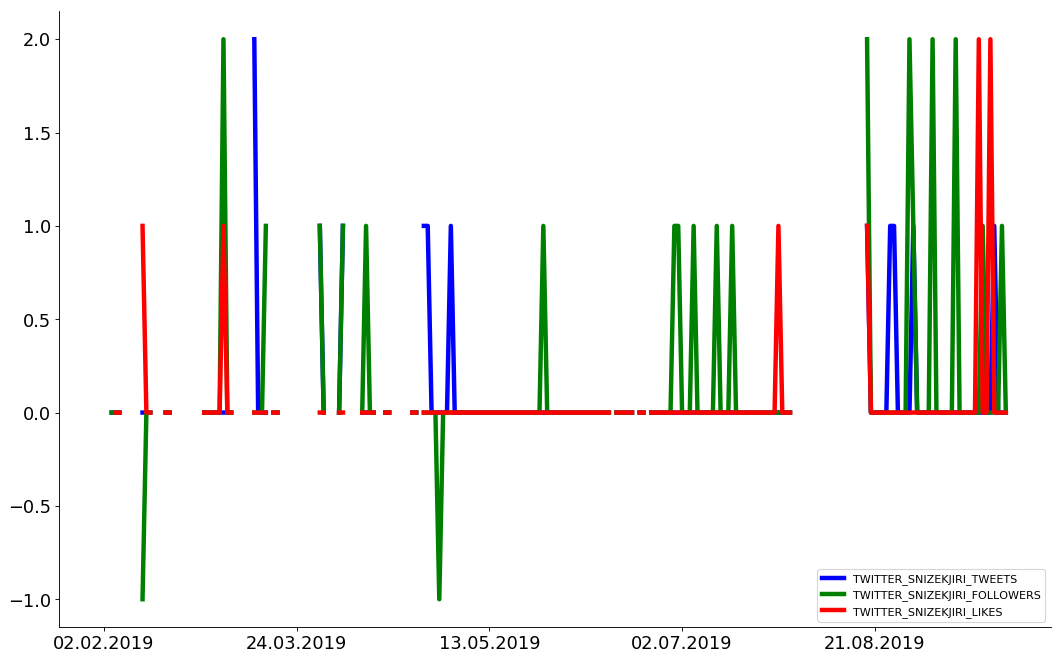 2.0
1.5
1.0
0.5
0.0
−0.5
−1.0
02.02.2019 24.03.2019 13.05.2019 02.07.2019 21.08.2019
TWITTER_SNIZEKJIRI_TWEETS
TWITTER_SNIZEKJIRI_FOLLOWERS
TWITTER_SNIZEKJIRI_LIKES